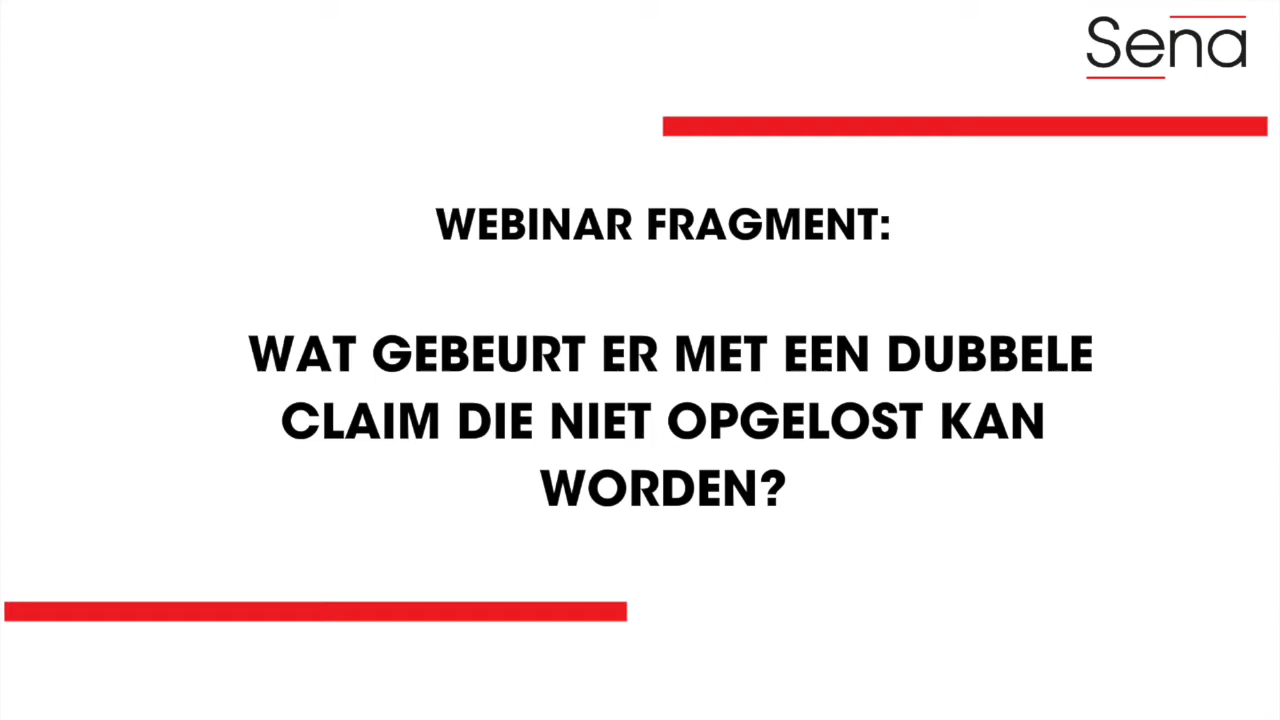 Sena
WEBINAR FRAGMENT:
WAT GEBEURT ER MET EEN DUBBELE
CLAIM DIE NIET OPGELOST KAN
WORDEN?